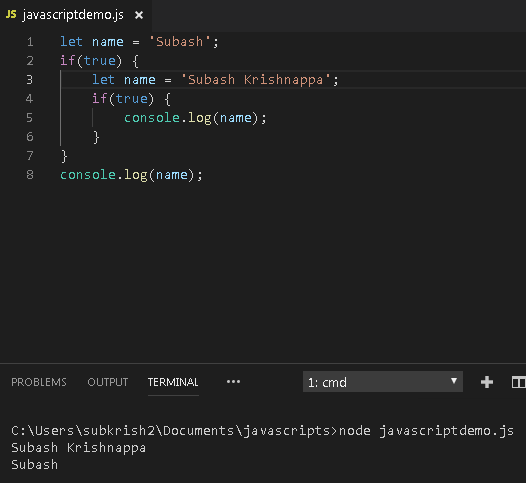 JS javascriptdemo.js ×
1 let name = 'Subash';
2 if(true) {
3     let name = 'Subash Krishnappa';
4     if(true) {
5         console.log(name);
6     }
7 }
8 console.log(name);
PROBLEMS OUTPUT TERMINAL ••• 1: cmd
C:\Users\subkrish2\Documents\javascripts>node javascriptdemo.js
Subash Krishnappa
Subash